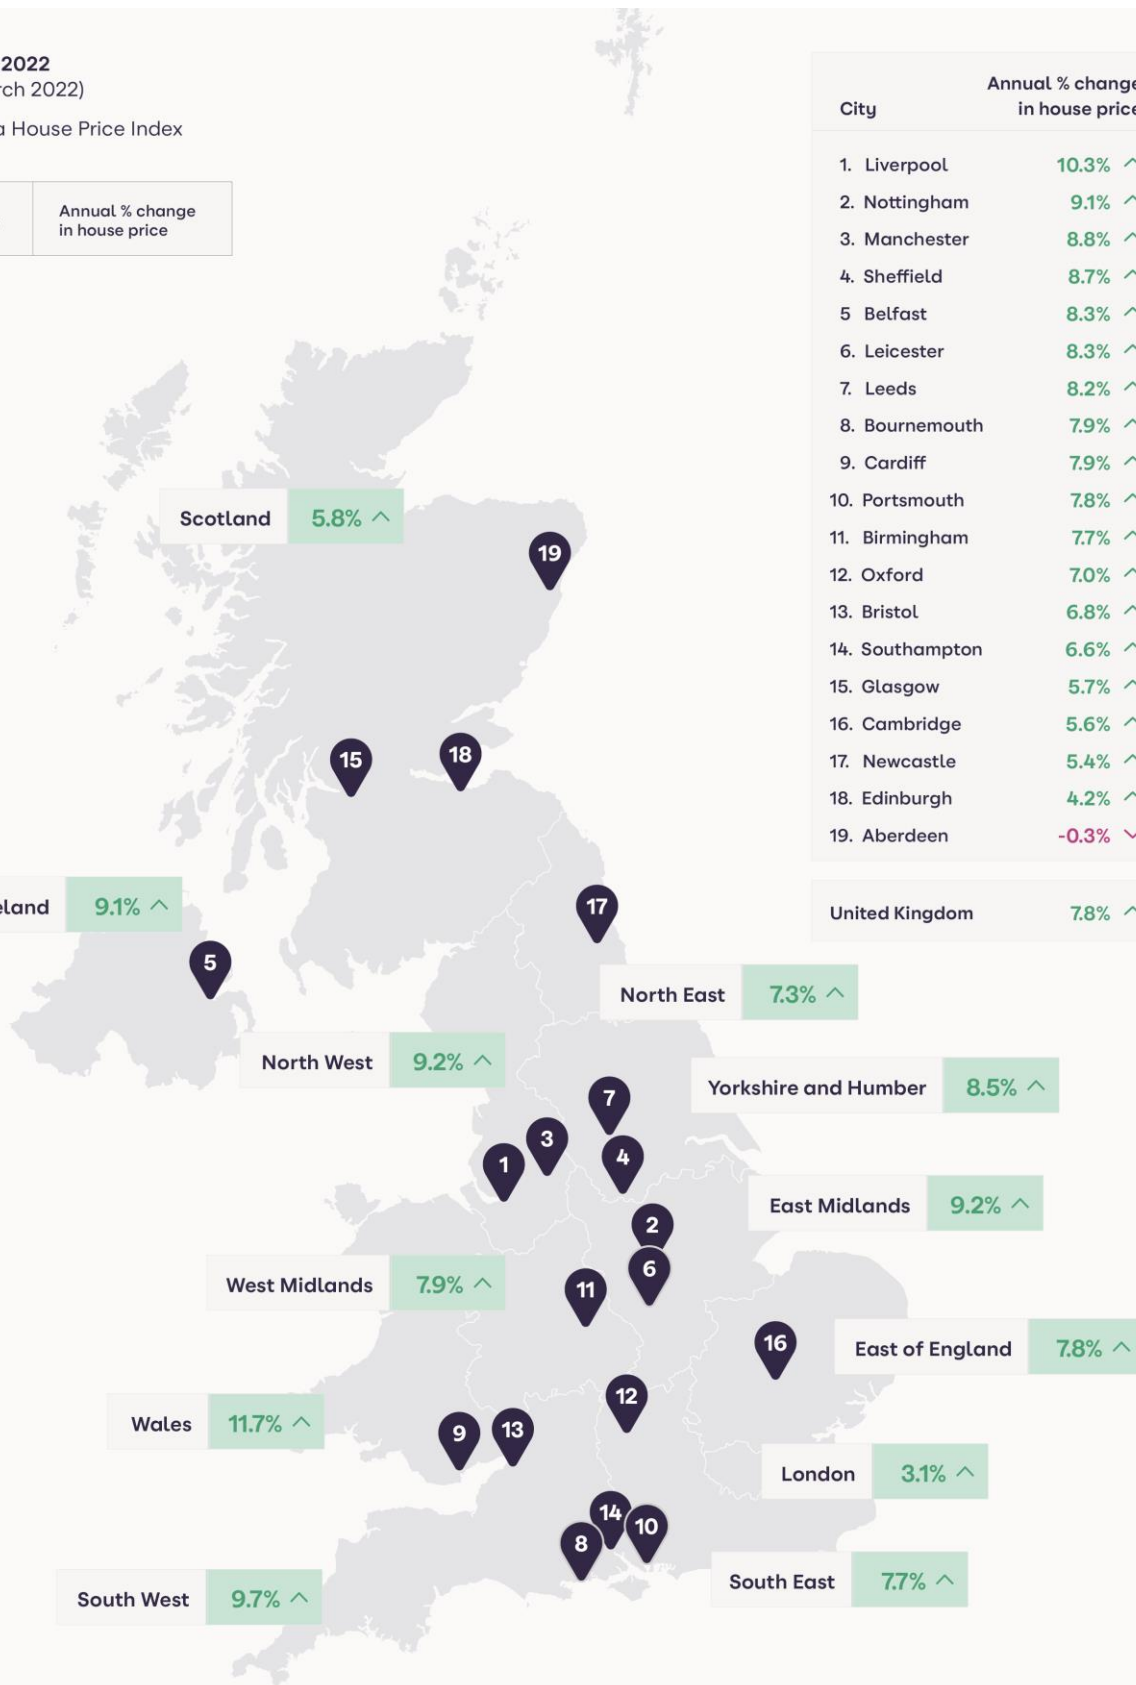 2022
rch 2022)
a House Price Index
Annual % change
in house price
City
Annual % change
in house price
1. Liverpool 10.3%
2. Nottingham 9.1%
3. Manchester 8.8%
4. Sheffield 8.7%
5 Belfast 8.3%
6. Leicester 8.3%
7. Leeds 8.2%
8. Bournemouth 7.9%
9. Cardiff 7.9%
10. Portsmouth 7.8%
11. Birmingham 7.7%
12. Oxford 7.0%
13. Bristol 6.8%
14. Southampton 6.6%
15. Glasgow 5.7%
16. Cambridge 5.6%
17. Newcastle 5.4%
18. Edinburgh 4.2%
19. Aberdeen -0.3%
United Kingdom 7.8%
Scotland 5.8%
19
15
18
eland 9.1%
17
5
North East 7.3%
North West 9.2%
Yorkshire and Humber 8.5%
7
3
1
4
East Midlands 9.2%
2
6
West Midlands 7.9%
11
16
East of England 7.8%
12
Wales 11.7%
9
13
London 3.1%
14
10
8
South East 7.7%
South West 9.7%